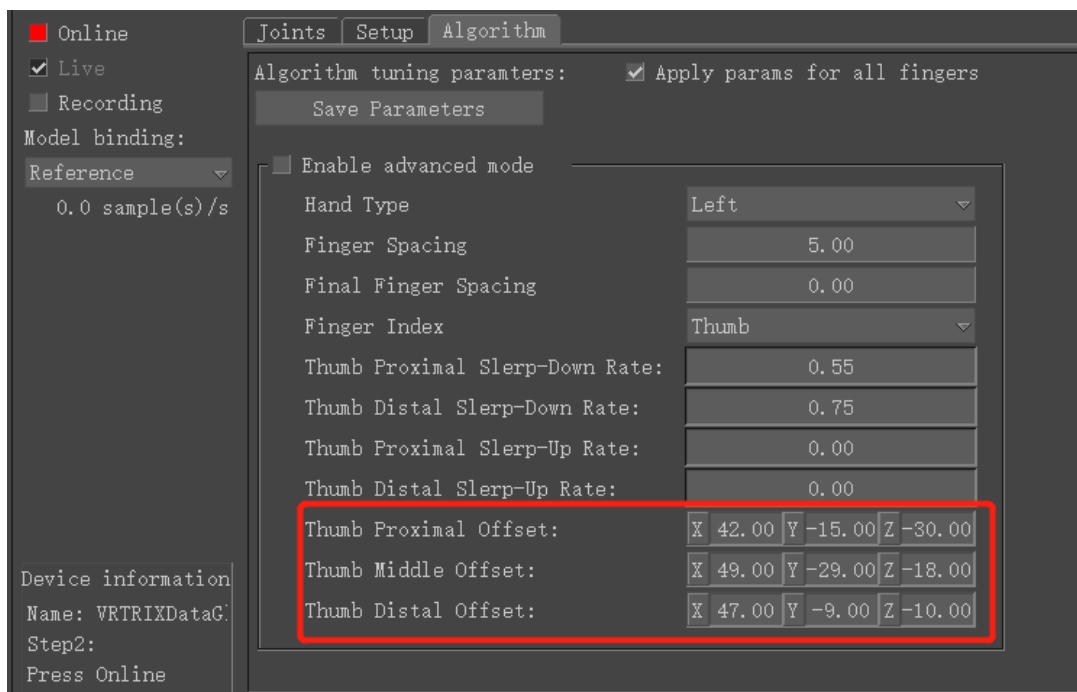 Online
Live
Recording
Model binding:
Reference
0.0 sample(s)/s
Device information
Name: VRTRIXDataG
Step2:
Press Online
Joints Setup Algorithm
Algorithm tuning paramters: Apply params for all fingers
Save Parameters
Enable advanced mode
Hand Type Left
Finger Spacing 5.00
Final Finger Spacing 0.00
Finger Index Thumb
Thumb Proximal Slerp-Down Rate: 0.55
Thumb Distal Slerp-Down Rate: 0.75
Thumb Proximal Slerp-Up Rate: 0.00
Thumb Distal Slerp-Up Rate: 0.00
Thumb Proximal Offset: X 42.00 Y -15.00 Z -30.00
Thumb Middle Offset: X 49.00 Y -29.00 Z -18.00
Thumb Distal Offset: X 47.00 Y -9.00 Z -10.00